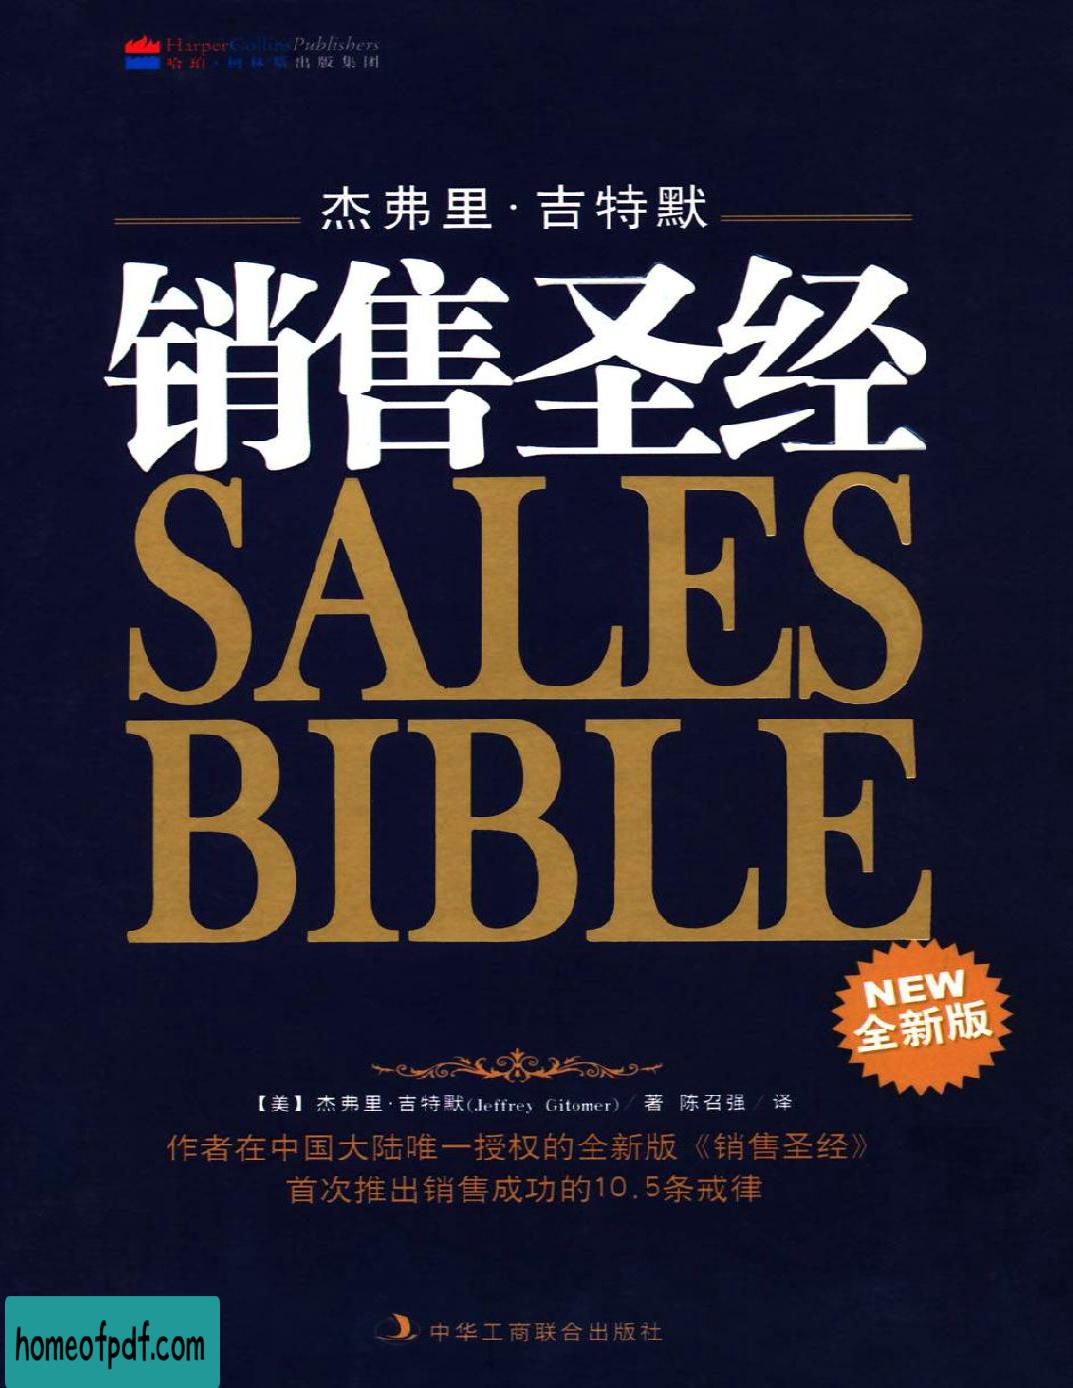 HarperCollinsPublishers
哈珀·柯林斯出版集团
杰弗里·吉特默
销售圣经
SALES
BIBLE
NEW
全新版
【美】杰弗里·吉特默(Jeffrey Gitomer)/著 陈召强/译
作者在中国大陆唯一授权的全新版《销售圣经》
首次推出销售成功的10.5条戒律
中华工商联合出版社
homeofpdf.com